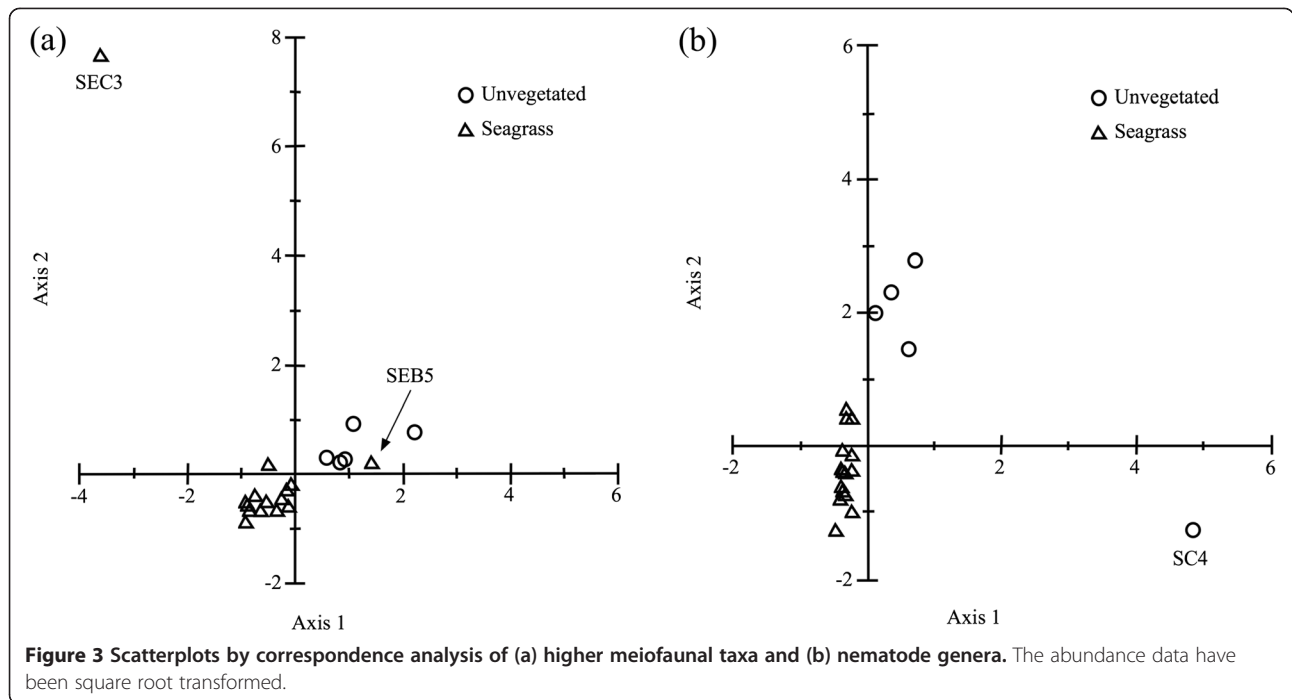 (a)
8
SEC3
Unvegetated
Seagrass
6
4
Axis 2
2
SEB5
-4
-2
2
4
6
-2
Axis 1
(b)
6
Unvegetated
Seagrass
4
Axis 2
2
-2
2
4
6
SC4
-2
Axis 1
Figure 3 Scatterplots by correspondence analysis of (a) higher meiofaunal taxa and (b) nematode genera. The abundance data have
been square root transformed.